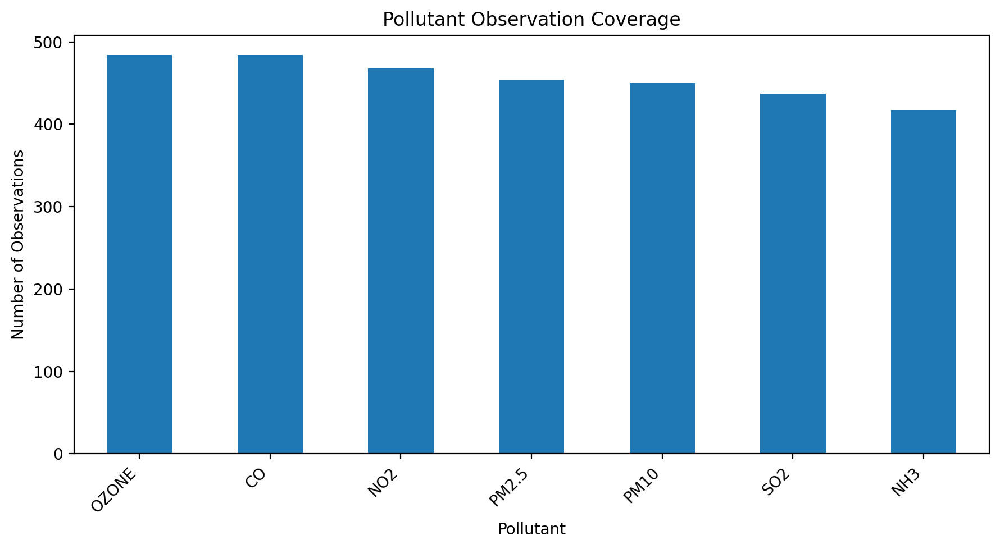 Pollutant Observation Coverage
500
400
300
200
100
0
Number of Observations
OZONE
CO
NO2
PM2.5
PM10
SO2
NH3
Pollutant